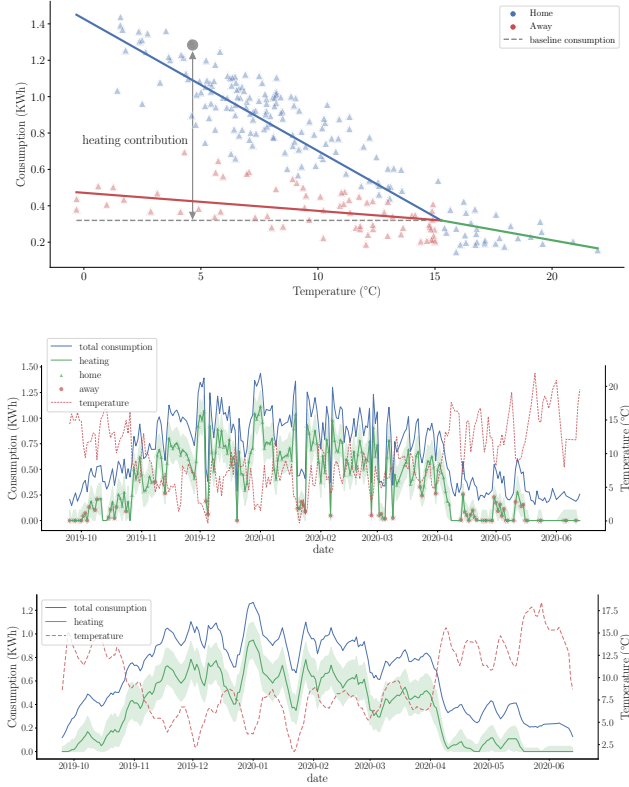 1.4
1.2
1.0
0.8
0.6
0.4
0.2
Consumption (KWh)
Home
Away
baseline consumption
heating contribution
0
5
10
15
20
Temperature (°C)
total consumption
heating
home
away
temperature
1.50
1.25
1.00
0.75
0.50
0.25
0.00
Consumption (KWh)
20
15
10
5
0
Temperature (°C)
2019-10
2019-11
2019-12
2020-01
2020-02
2020-03
2020-04
2020-05
2020-06
date
total consumption
heating
temperature
1.2
1.0
0.8
0.6
0.4
0.2
0.0
Consumption (KWh)
17.5
15.0
12.5
10.0
7.5
5.0
2.5
Temperature (°C)
2019-10
2019-11
2019-12
2020-01
2020-02
2020-03
2020-04
2020-05
2020-06
date